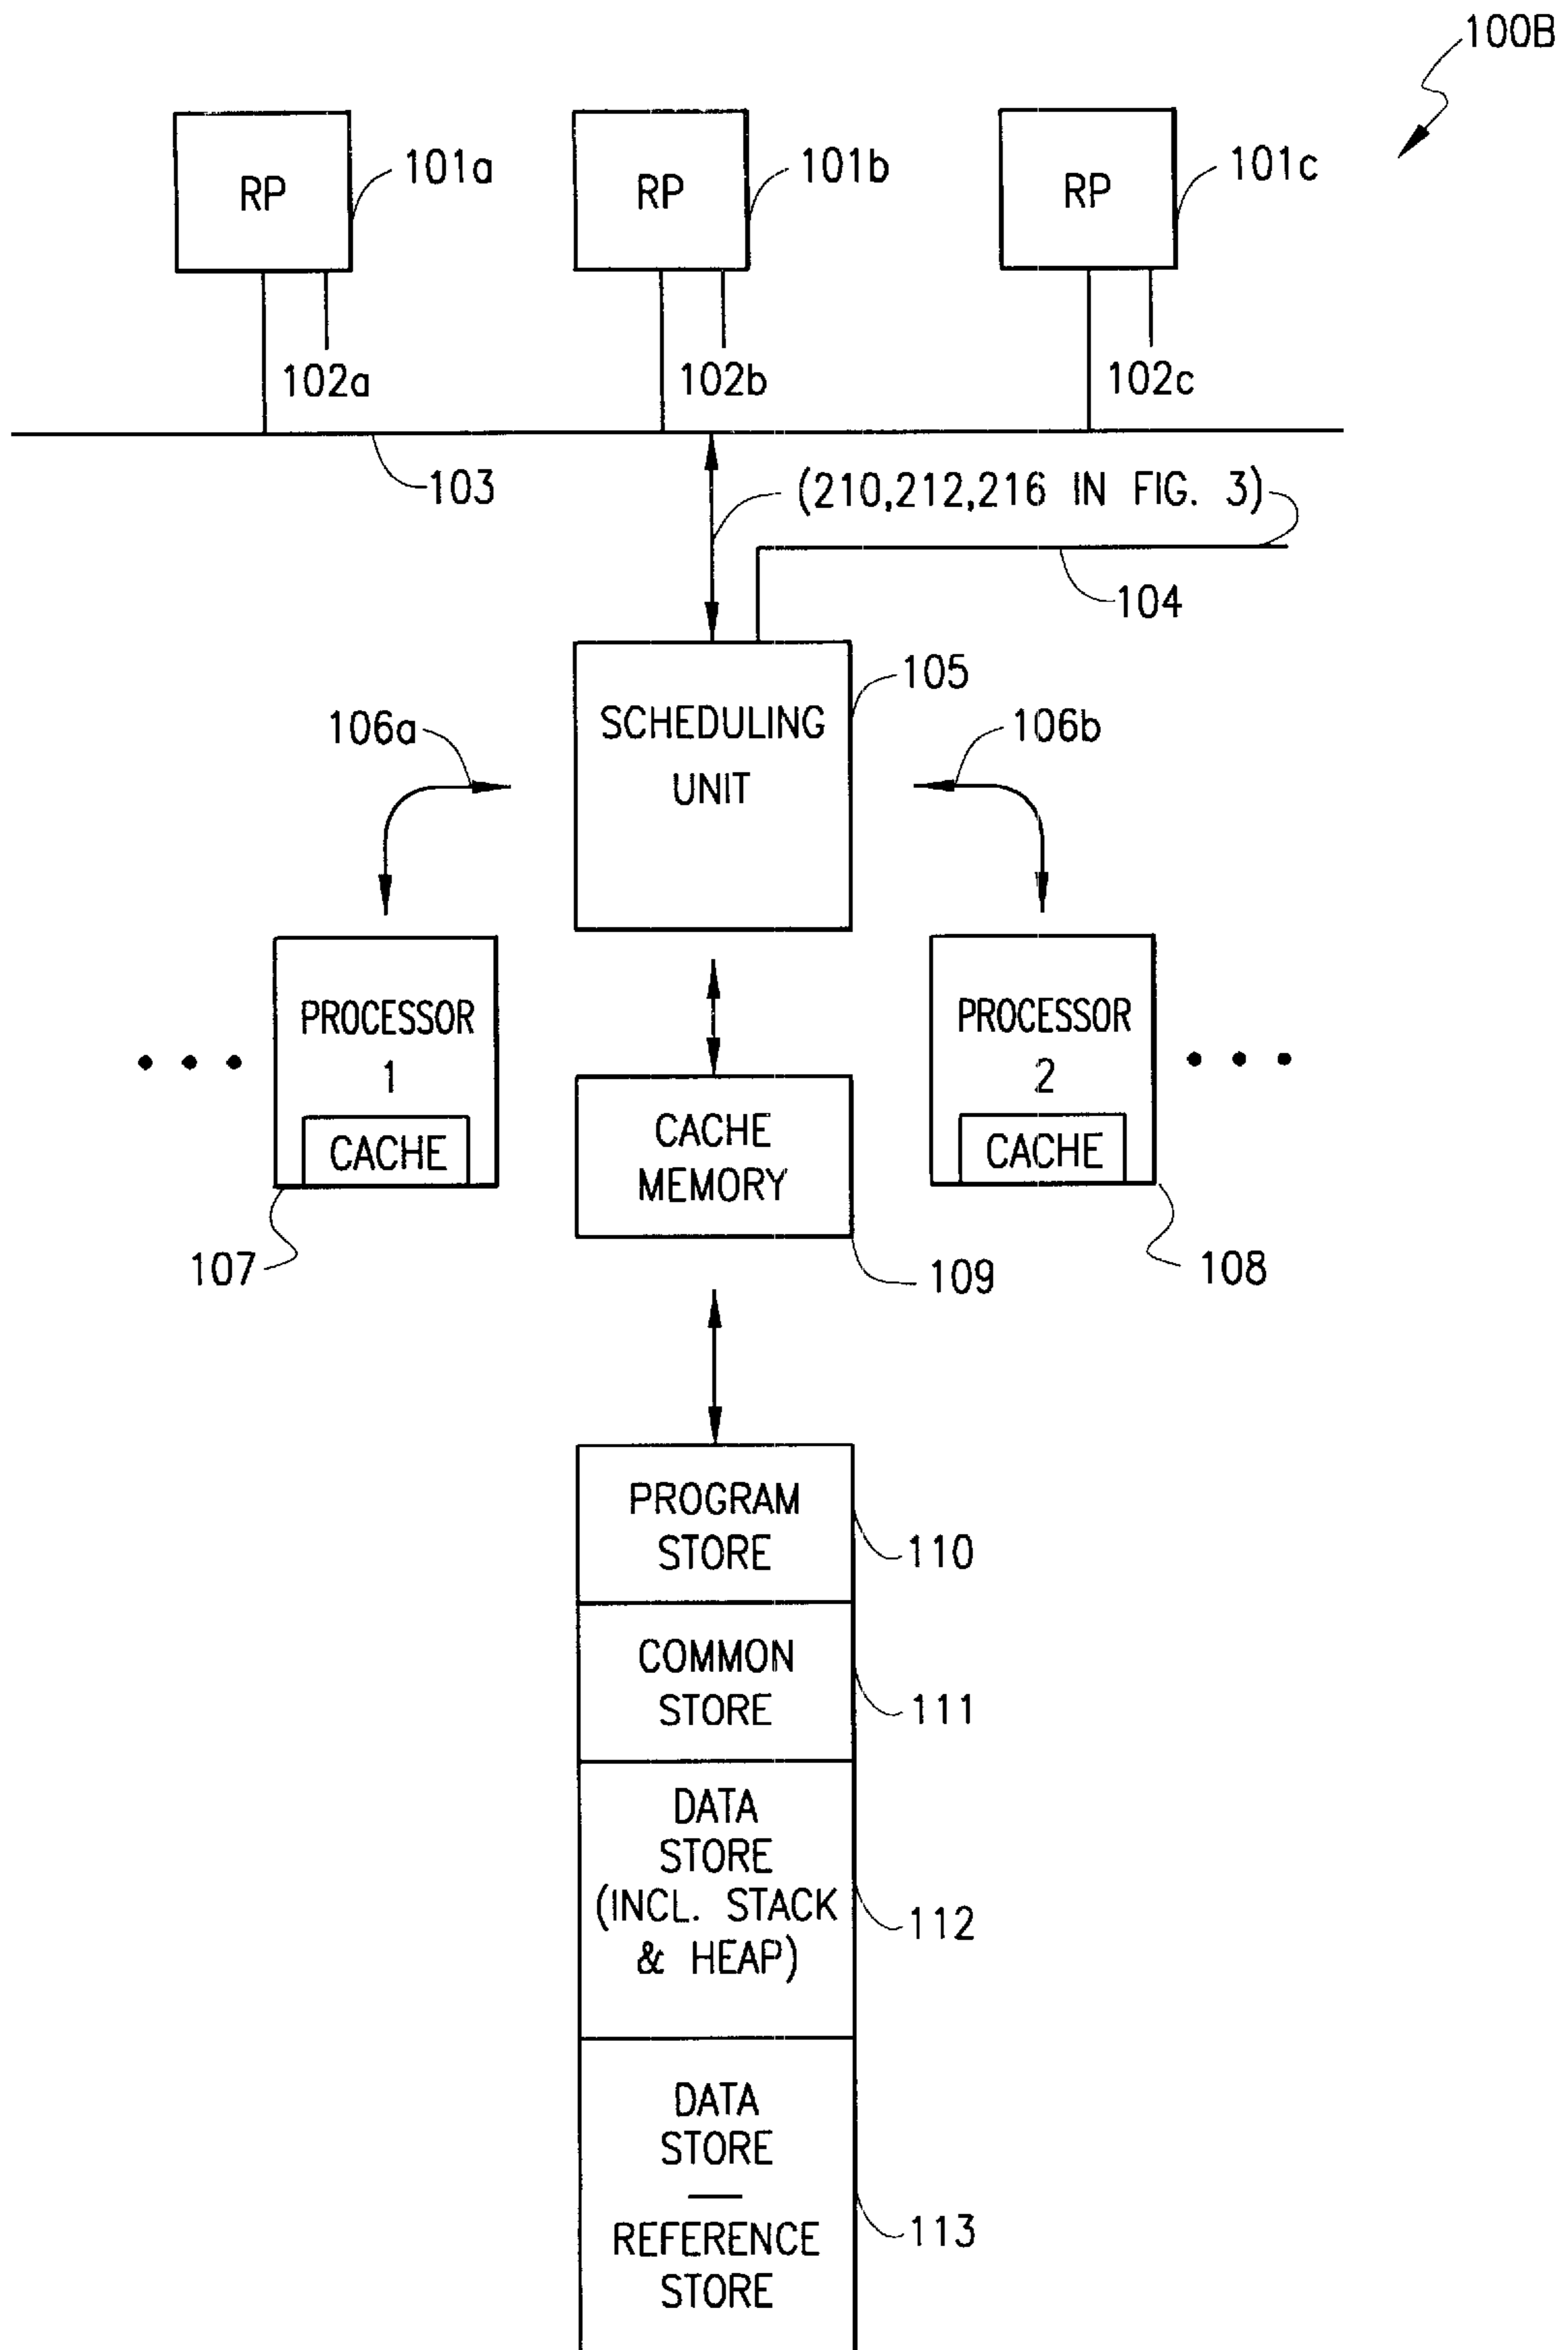 100B
RP
101a
RP
101b
RP
101c
102a
102b
102c
103
(210,212,216 IN FIG. 3)
104
105
SCHEDULING
UNIT
106a
106b
PROCESSOR
1
CACHE
107
CACHE
MEMORY
109
PROCESSOR
2
CACHE
108
PROGRAM
STORE
110
COMMON
STORE
111
DATA
STORE
(INCL. STACK
& HEAP)
112
DATA
STORE
—
REFERENCE
STORE
113